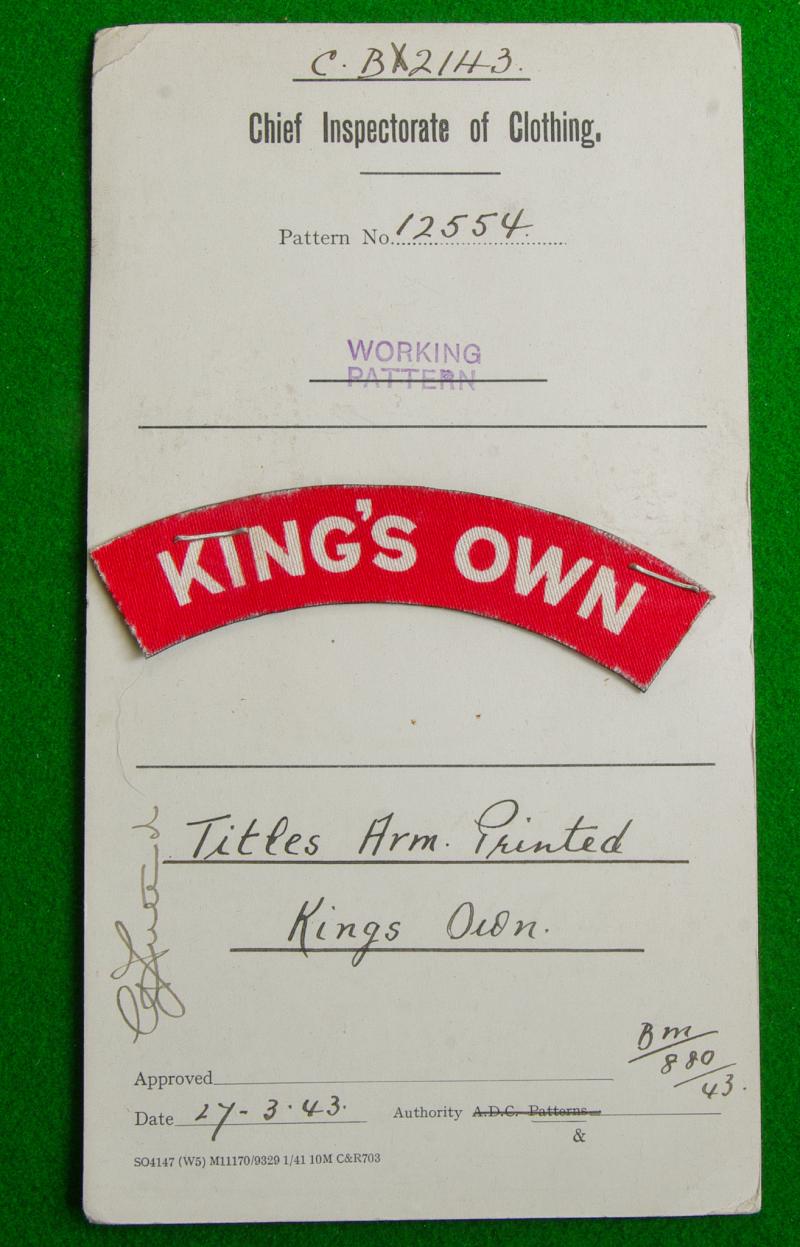 C. B 2143.
Chief Inspectorate of Clothing.
Pattern No. 12554.
WORKING
PATTERN
KING'S OWN
Titles Arm. Printed
Kings Own.
Bm
880
43.
Approved
Date 27-3-43. Authority A.D.C. Patterns
&
SO4147 (W5) M11170/9329 1/41 10M C&R703